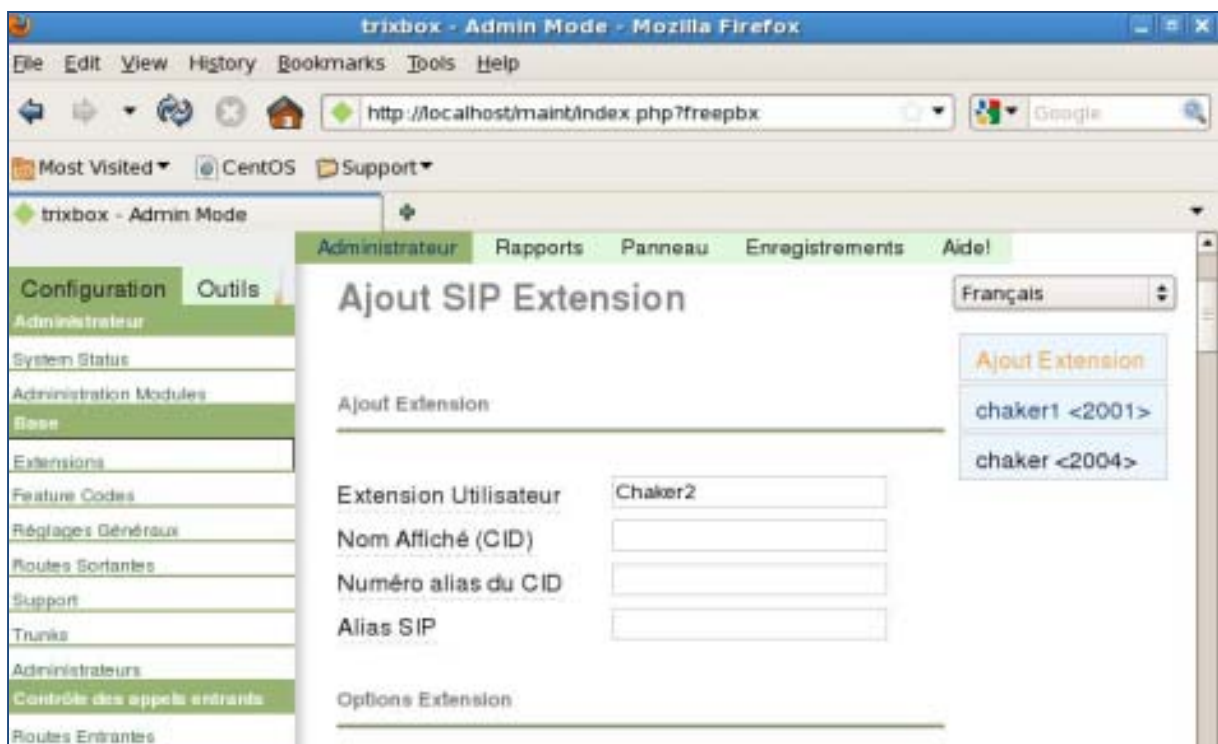 trixbox - Admin Mode - Mozilla Firefox
File Edit View History Bookmarks Tools Help
http://localhost/maint/index.php?freepbx
Google
Most Visited CentOS Support
trixbox - Admin Mode
Administrateur Rapports Panneau Enregistrements Aide!
Configuration Outils
Ajout SIP Extension
Français
Administrateur
System Status
Administration Modules
Base
Extensions
Feature Codes
Réglages Généraux
Routes Sortantes
Support
Trunks
Administrateurs
Contrôle des appels entrants
Routes Entrantes
Ajout Extension
Extension Utilisateur Chaker2
Nom Affiché (CID)
Numéro alias du CID
Alias SIP
Options Extension
Ajout Extension
chaker1 <2001>
chaker <2004>